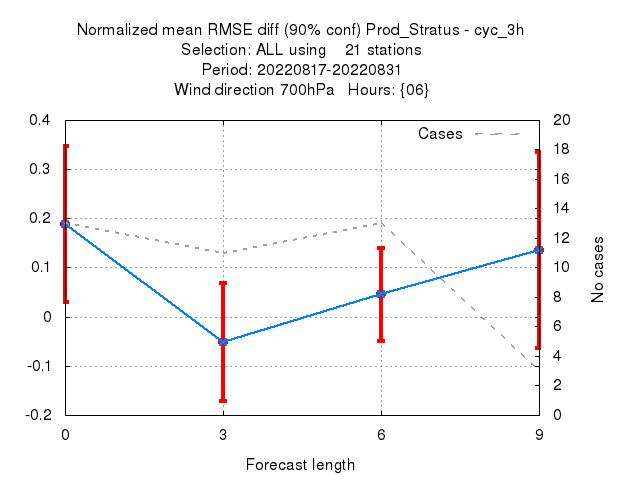 Normalized mean RMSE diff (90% conf) Prod_Stratus - cyc_3h
Selection: ALL using    21 stations
Period: 20220817-20220831
Wind direction 700hPa   Hours: {06}
Cases
0.4
0.3
0.2
0.1
0
-0.1
-0.2
20
18
16
14
12
10
8
6
4
2
0
No cases
0 3 6 9
Forecast length